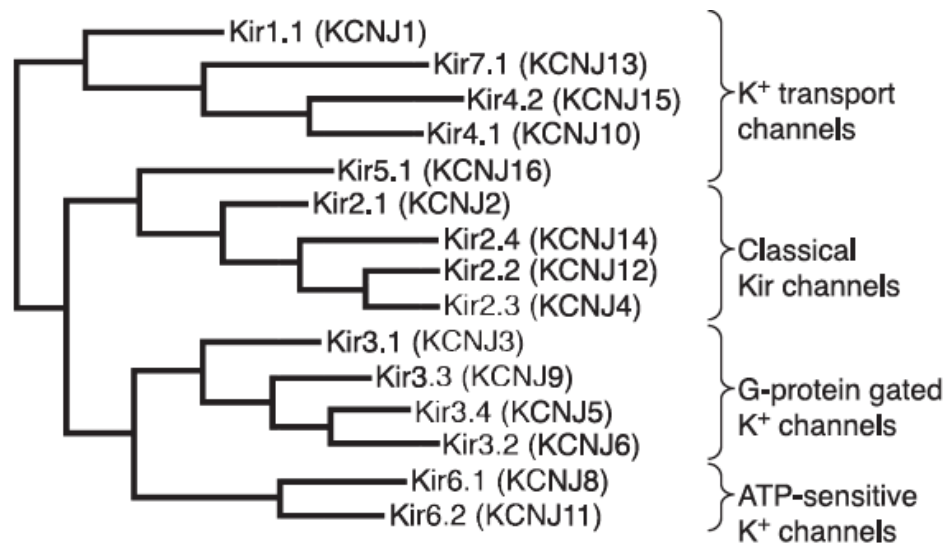 Kir1.1 (KCNJ1)
Kir7.1 (KCNJ13)
Kir4.2 (KCNJ15)
Kir4.1 (KCNJ10)
Kir5.1 (KCNJ16)
K⁺ transport
channels
Kir2.1 (KCNJ2)
Kir2.4 (KCNJ14)
Kir2.2 (KCNJ12)
Kir2.3 (KCNJ4)
Classical
Kir channels
Kir3.1 (KCNJ3)
Kir3.3 (KCNJ9)
Kir3.4 (KCNJ5)
Kir3.2 (KCNJ6)
G-protein gated
K⁺ channels
Kir6.1 (KCNJ8)
Kir6.2 (KCNJ11)
ATP-sensitive
K⁺ channels